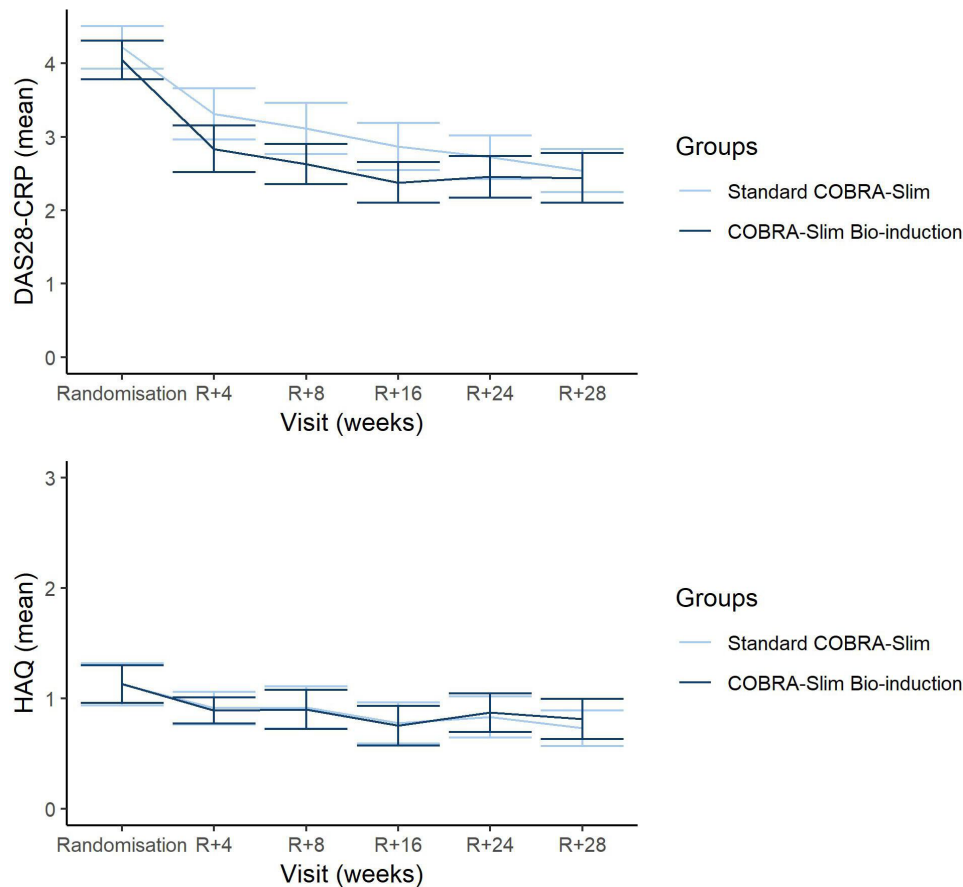 DAS28-CRP (mean)
4
3
2
1
0
Randomisation R+4 R+8 R+16 R+24 R+28
Visit (weeks)
Groups
Standard COBRA-Slim
COBRA-Slim Bio-induction
HAQ (mean)
3
2
1
0
Randomisation R+4 R+8 R+16 R+24 R+28
Visit (weeks)
Groups
Standard COBRA-Slim
COBRA-Slim Bio-induction